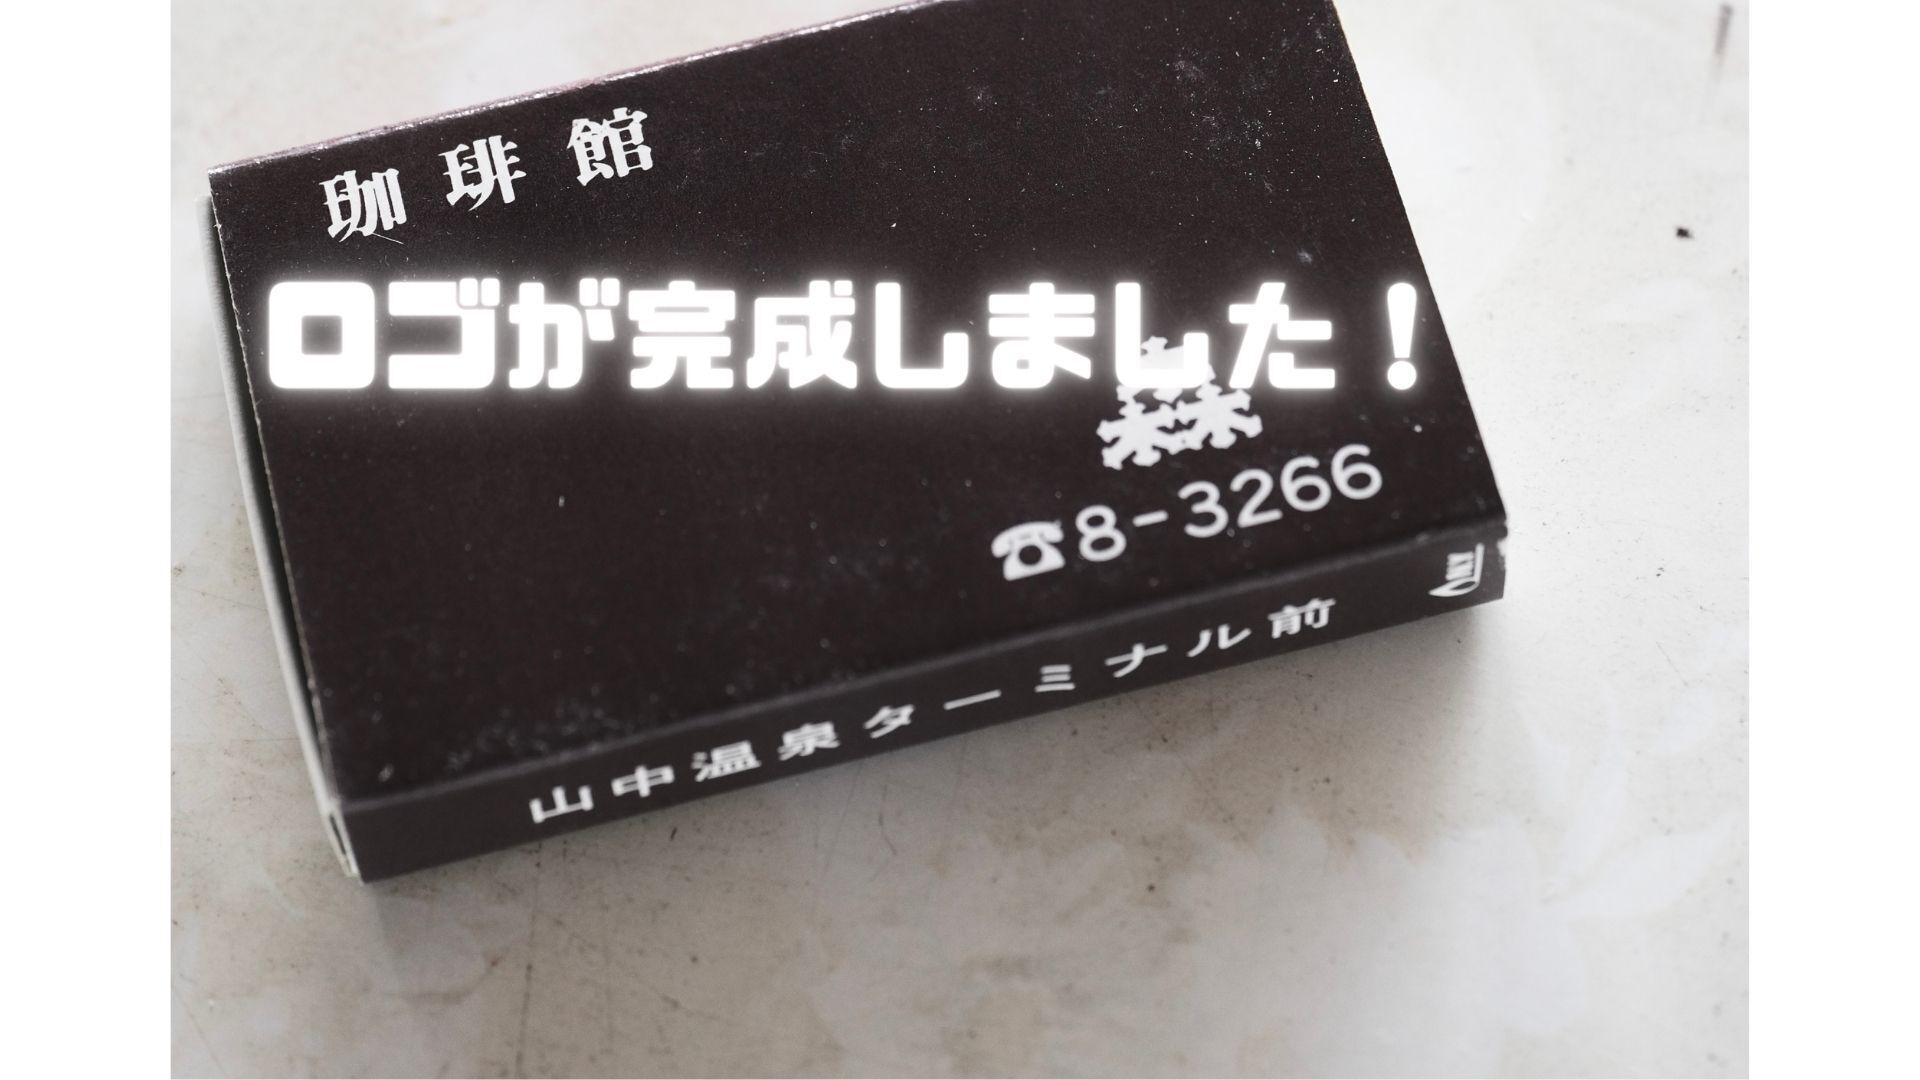 珈琲館
ロゴが完成しました！
森
☎8-3266
山中温泉ターミナル前